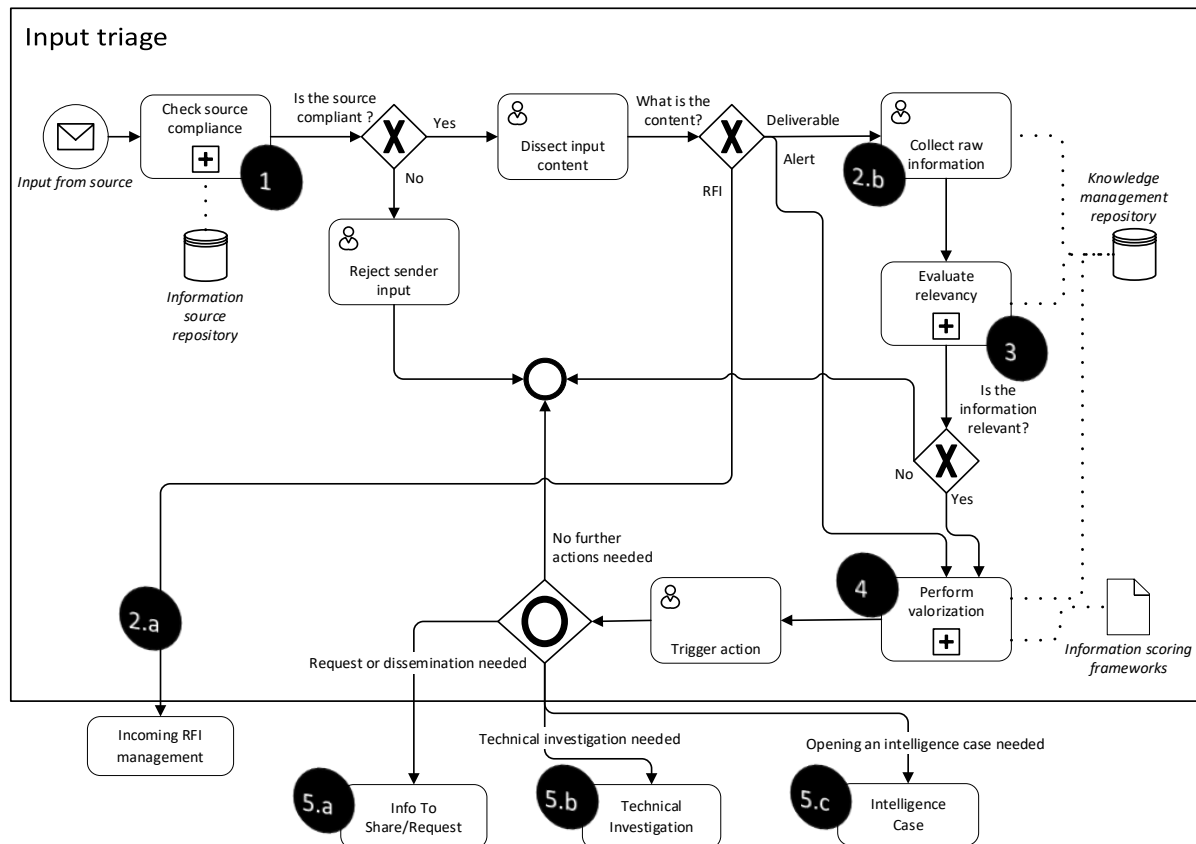 Input triage
Input from source
Check source
compliance
1
Information
source
repository
Is the source
compliant ?
Yes
No
Reject sender
input
Dissect input
content
What is the
content?
Deliverable
Alert
RFI
Collect raw
information
2.b
Knowledge
management
repository
Evaluate
relevancy
3
Is the
information
relevant?
No
Yes
Perform
valorization
4
Information scoring
frameworks
Trigger action
No further
actions needed
2.a
Request or dissemination needed
Technical investigation needed
Opening an intelligence case needed
Incoming RFI
management
5.a
Info To
Share/Request
5.b
Technical
Investigation
5.c
Intelligence
Case